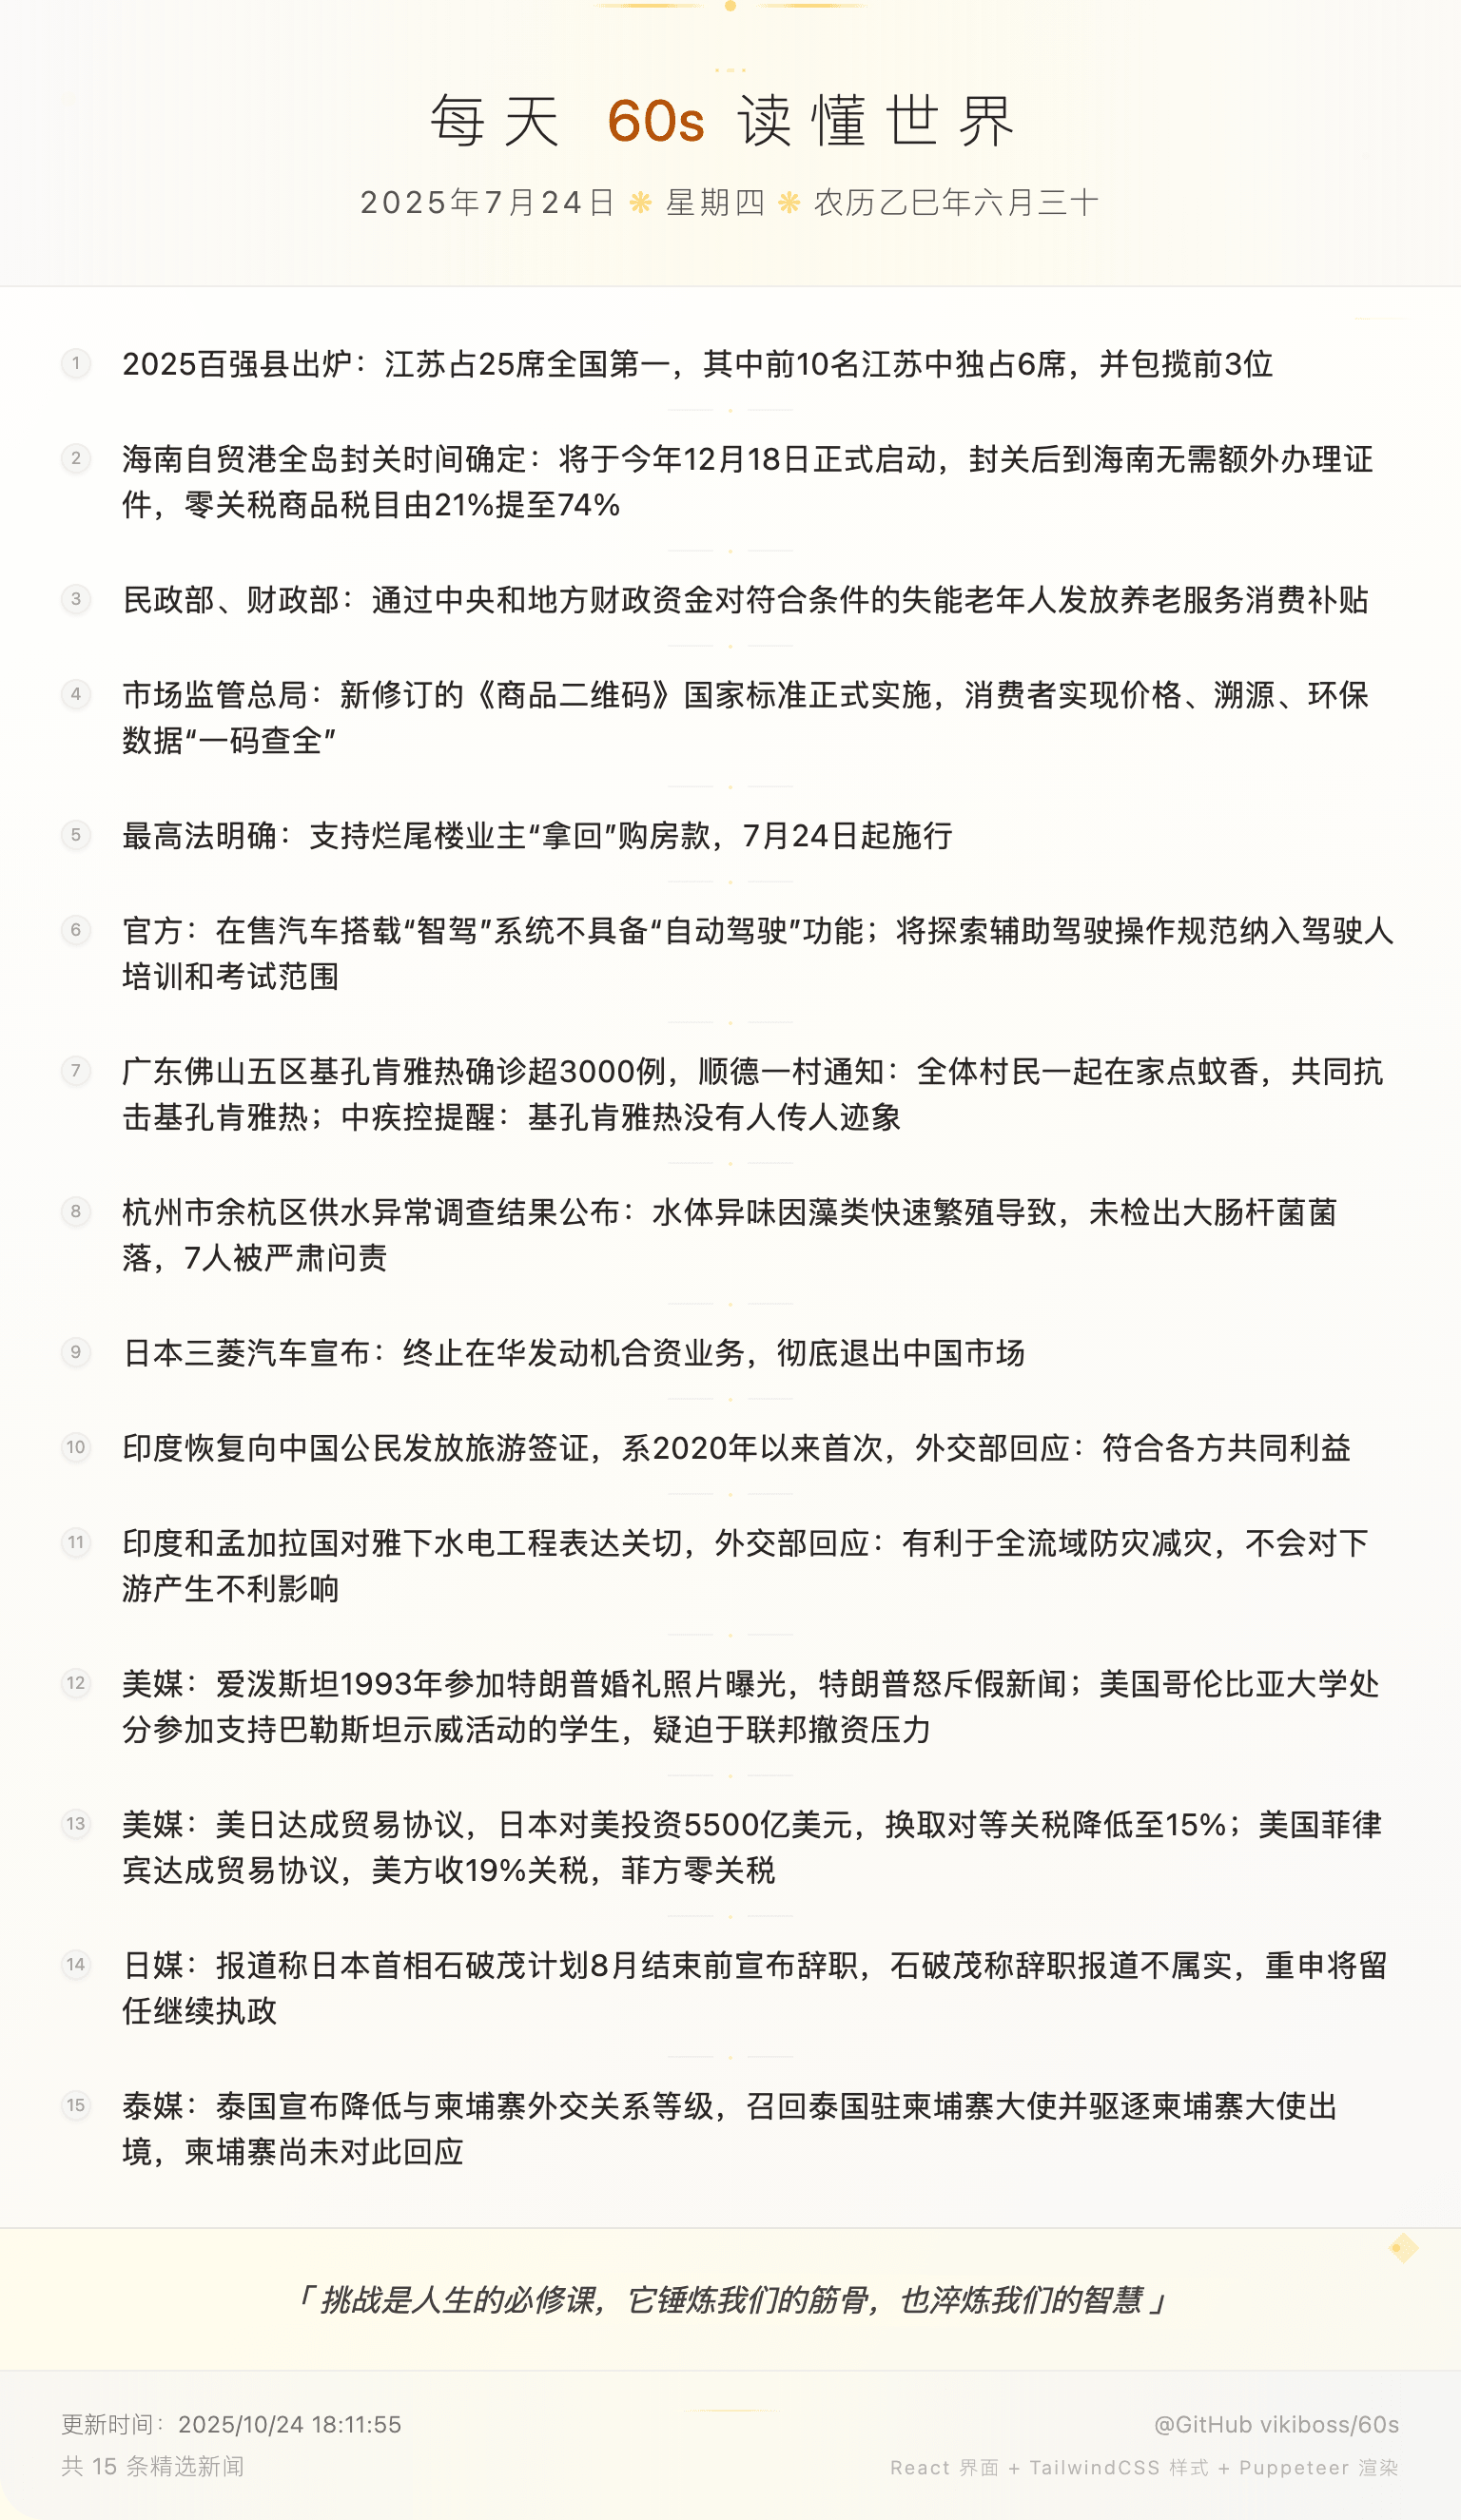 每天 60s 读懂世界
2025年7月24日 ❋ 星期四 ❋ 农历乙巳年六月三十
1 2025百强县出炉：江苏占25席全国第一，其中前10名江苏中独占6席，并包揽前3位
2 海南自贸港全岛封关时间确定：将于今年12月18日正式启动，封关后到海南无需额外办理证
件，零关税商品税目由21%提至74%
3 民政部、财政部：通过中央和地方财政资金对符合条件的失能老年人发放养老服务消费补贴
4 市场监管总局：新修订的《商品二维码》国家标准正式实施，消费者实现价格、溯源、环保
数据“一码查全”
5 最高法明确：支持烂尾楼业主“拿回”购房款，7月24日起施行
6 官方：在售汽车搭载“智驾”系统不具备“自动驾驶”功能；将探索辅助驾驶操作规范纳入驾驶人
培训和考试范围
7 广东佛山五区基孔肯雅热确诊超3000例，顺德一村通知：全体村民一起在家点蚊香，共同抗
击基孔肯雅热；中疾控提醒：基孔肯雅热没有人传人迹象
8 杭州市余杭区供水异常调查结果公布：水体异味因藻类快速繁殖导致，未检出大肠杆菌菌
落，7人被严肃问责
9 日本三菱汽车宣布：终止在华发动机合资业务，彻底退出中国市场
10 印度恢复向中国公民发放旅游签证，系2020年以来首次，外交部回应：符合各方共同利益
11 印度和孟加拉国对雅下水电工程表达关切，外交部回应：有利于全流域防灾减灾，不会对下
游产生不利影响
12 美媒：爱泼斯坦1993年参加特朗普婚礼照片曝光，特朗普怒斥假新闻；美国哥伦比亚大学处
分参加支持巴勒斯坦示威活动的学生，疑迫于联邦撤资压力
13 美媒：美日达成贸易协议，日本对美投资5500亿美元，换取对等关税降低至15%；美国菲律
宾达成贸易协议，美方收19%关税，菲方零关税
14 日媒：报道称日本首相石破茂计划8月结束前宣布辞职，石破茂称辞职报道不属实，重申将留
任继续执政
15 泰媒：泰国宣布降低与柬埔寨外交关系等级，召回泰国驻柬埔寨大使并驱逐柬埔寨大使出
境，柬埔寨尚未对此回应
「 挑战是人生的必修课，它锤炼我们的筋骨，也淬炼我们的智慧 」
更新时间：2025/10/24 18:11:55
@GitHub vikiboss/60s
共 15 条精选新闻
React 界面 + TailwindCSS 样式 + Puppeteer 渲染